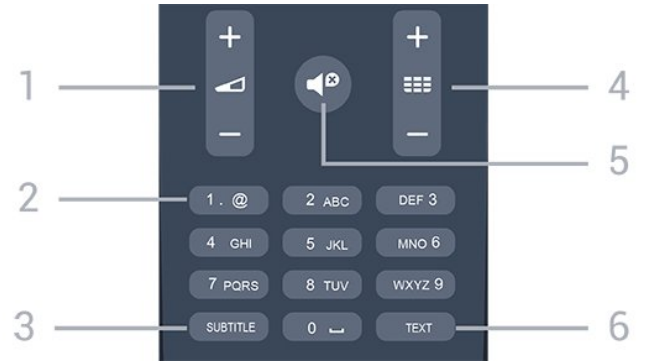 + +
1 4
− −
5
2 1 . @ 2 ABC DEF 3
4 GHI 5 JKL MNO 6
7 PQRS 8 TUV WXYZ 9
3 SUBTITLE 0 ⎵ TEXT 6